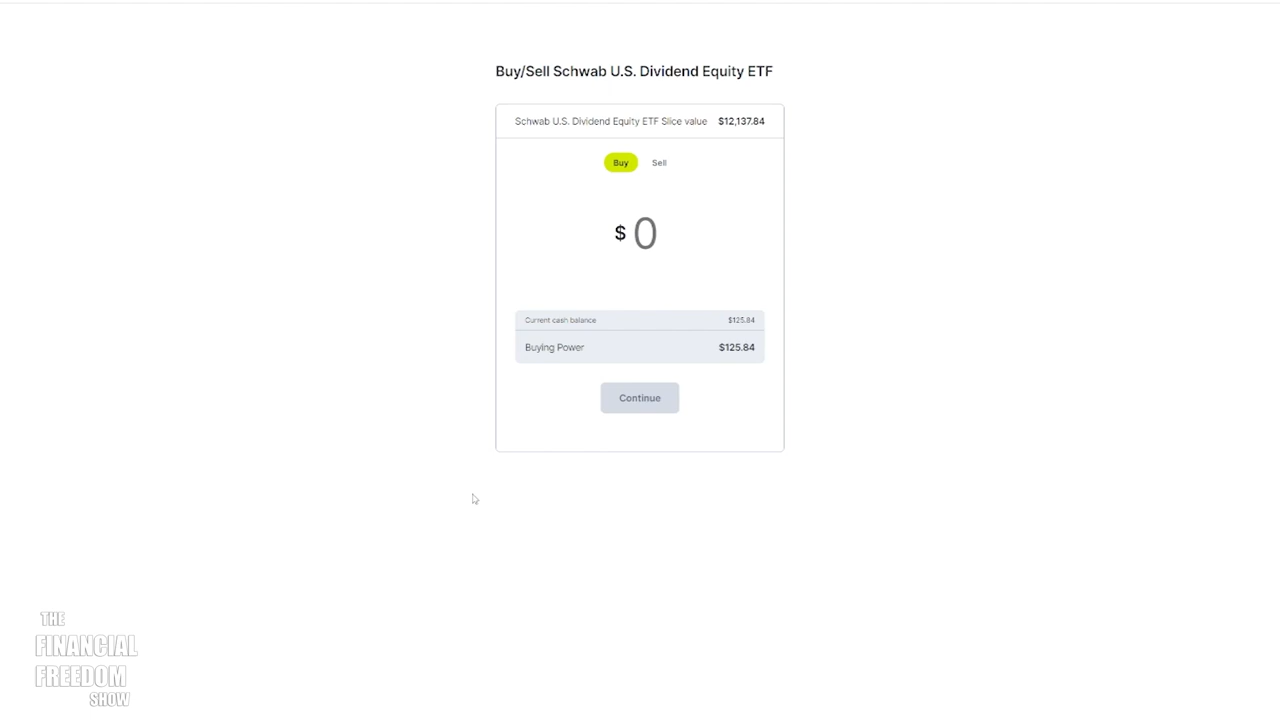 Buy/Sell Schwab U.S. Dividend Equity ETF
Schwab U.S. Dividend Equity ETF Slice value $12,137.84
Buy Sell
$ 0
Current cash balance $125.84
Buying Power $125.84
Continue
THE
FINANCIAL
FREEDOM
SHOW